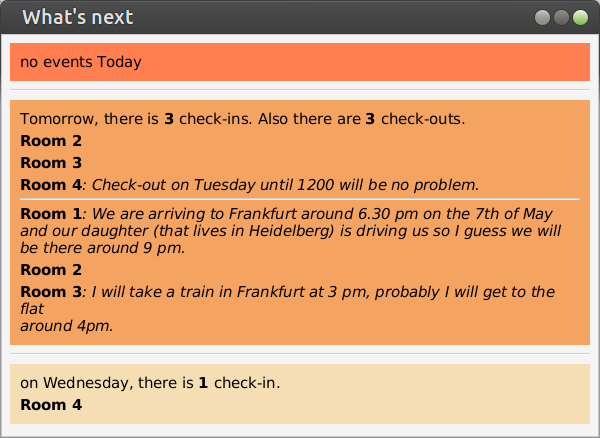 What's next
no events Today
Tomorrow, there is 3 check-ins. Also there are 3 check-outs.
Room 2
Room 3
Room 4: Check-out on Tuesday until 1200 will be no problem.
Room 1: We are arriving to Frankfurt around 6.30 pm on the 7th of May
and our daughter (that lives in Heidelberg) is driving us so I guess we will
be there around 9 pm.
Room 2
Room 3: I will take a train in Frankfurt at 3 pm, probably I will get to the
flat
around 4pm.
on Wednesday, there is 1 check-in.
Room 4